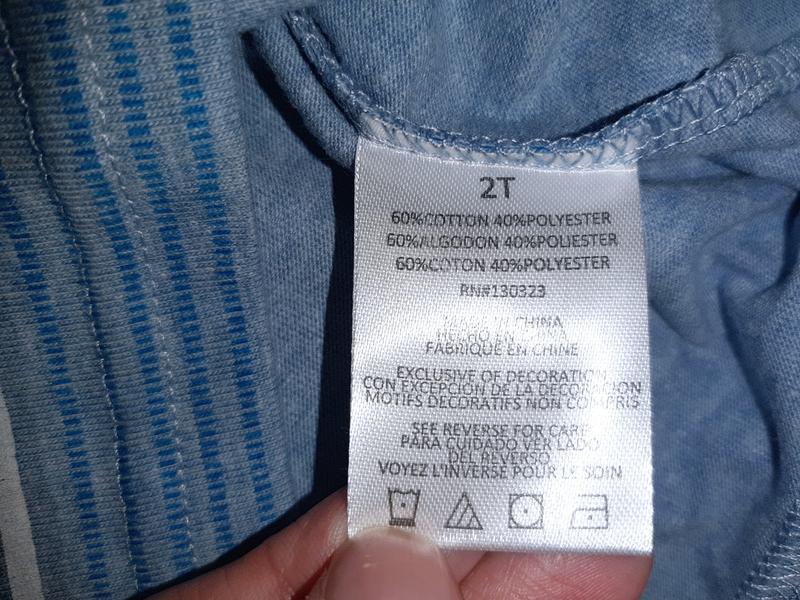 2T
60%COTTON 40%POLYESTER
60%ALGODON 40%POLIESTER
60%COTON 40%POLYESTER
RN#130323
MADE IN CHINA
HECHO EN CHINA
FABRIQUE EN CHINE
EXCLUSIVE OF DECORATION
CON EXCEPCION DE LA DECORACION
MOTIFS DECORATIFS NON COMPRIS
SEE REVERSE FOR CARE
PARA CUIDADO VER LADO
DEL REVERSO
VOYEZ L'INVERSE POUR LE SOIN